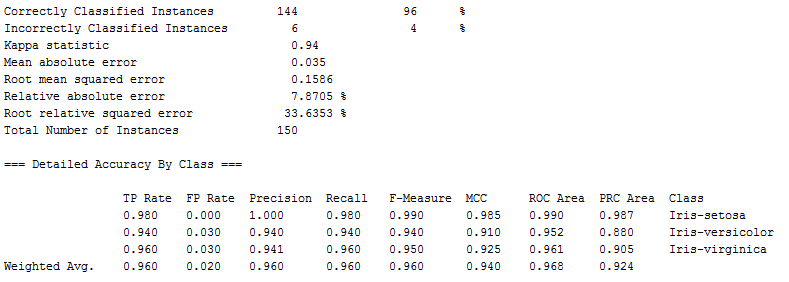 Correctly Classified Instances 144 96 %
Incorrectly Classified Instances 6 4 %
Kappa statistic 0.94
Mean absolute error 0.035
Root mean squared error 0.1586
Relative absolute error 7.8705 %
Root relative squared error 33.6353 %
Total Number of Instances 150
=== Detailed Accuracy By Class ===
TP Rate FP Rate Precision Recall F-Measure MCC ROC Area PRC Area Class
0.980 0.000 1.000 0.980 0.990 0.985 0.990 0.987 Iris-setosa
0.940 0.030 0.940 0.940 0.940 0.910 0.952 0.880 Iris-versicolor
0.960 0.030 0.941 0.960 0.950 0.925 0.961 0.905 Iris-virginica
Weighted Avg. 0.960 0.020 0.960 0.960 0.960 0.940 0.968 0.924